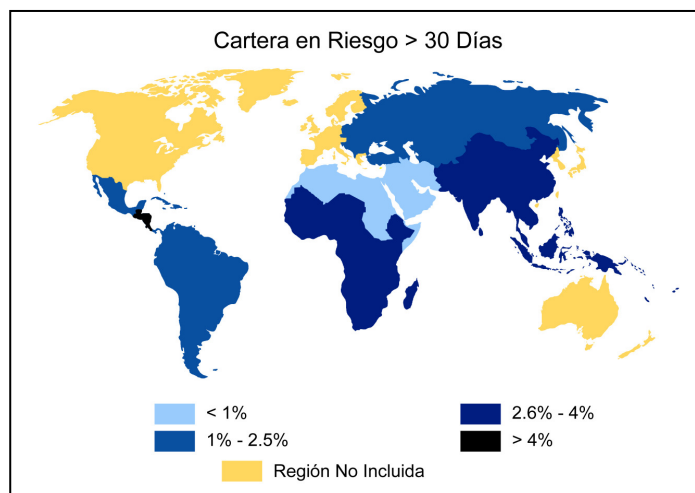 Cartera en Riesgo > 30 Días
< 1%
1% - 2.5%
2.6% - 4%
> 4%
Región No Incluida